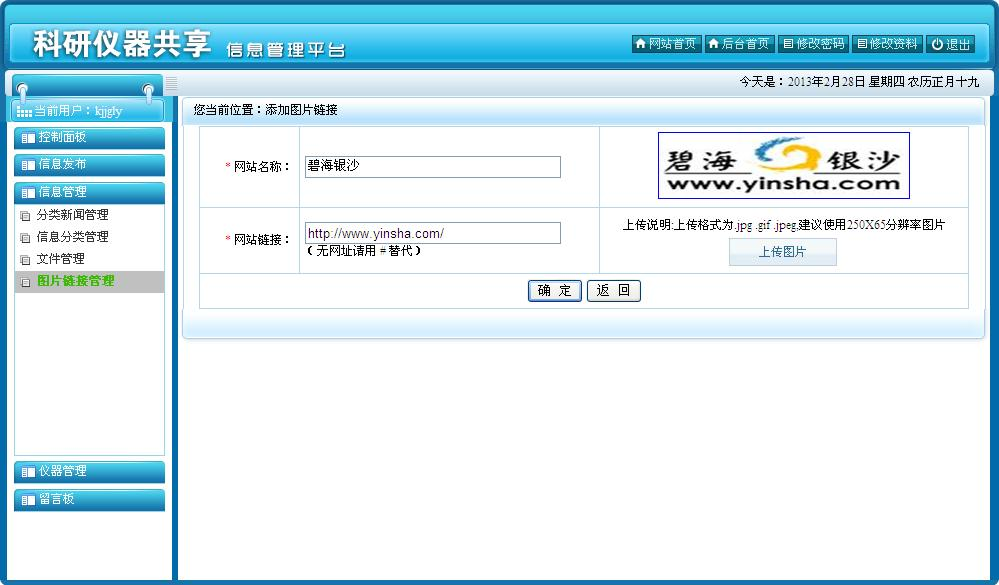 科研仪器共享 信息管理平台
网站首页 后台首页 修改密码 修改资料 退出
今天是：2013年2月28日 星期四 农历正月十九
当前用户：kjjgly
您当前位置：添加图片链接
控制面板
信息发布
信息管理
分类新闻管理
信息分类管理
文件管理
图片链接管理
仪器管理
留言板
*网站名称： 碧海银沙
碧海 银沙
www.yinsha.com
*网站链接： http://www.yinsha.com/
（无网址请用 # 替代）
上传说明:上传格式为.jpg .gif .jpeg,建议使用250X65分辨率图片
上传图片
确 定 返 回